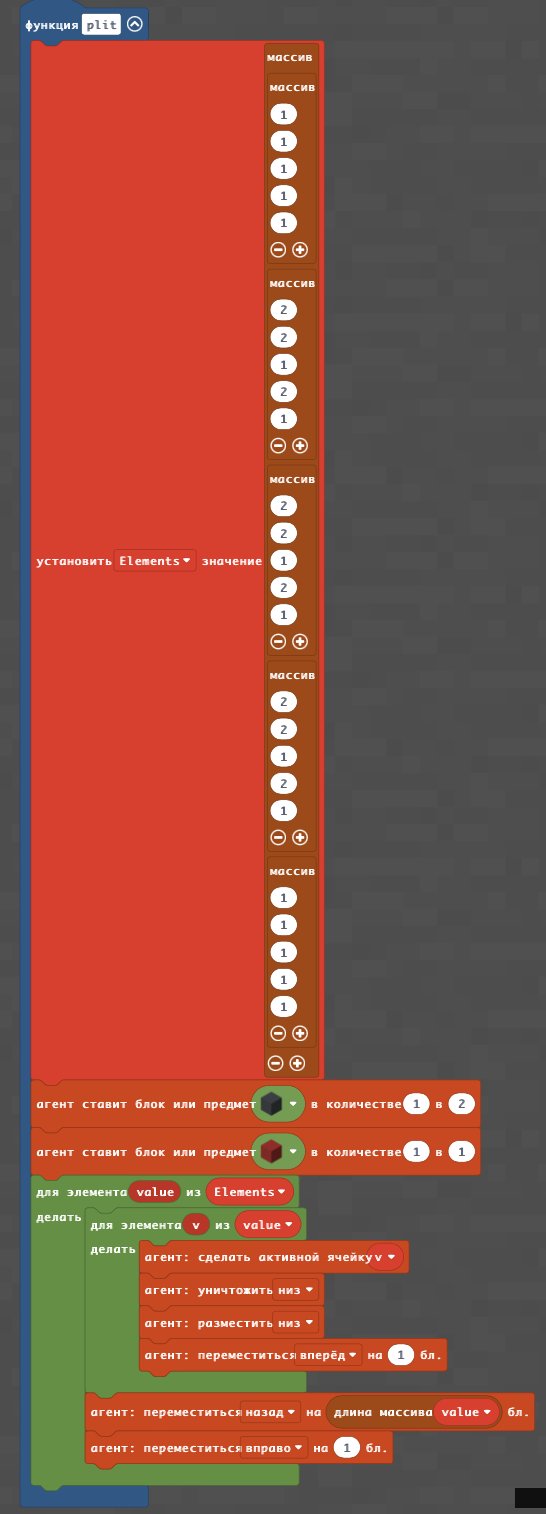 функция plit
массив
массив
1
1
1
1
1
массив
2
2
1
2
1
массив
2
2
установить Elements значение 1
2
1
массив
2
2
1
2
1
массив
1
1
1
1
1
агент ставит блок или предмет в количестве 1 в 2
агент ставит блок или предмет в количестве 1 в 1
для элемента value из Elements
делать
для элемента v из value
делать
агент: сделать активной ячейку v
агент: уничтожить низ
агент: разместить низ
агент: переместиться вперёд на 1 бл.
агент: переместиться назад на длина массива value бл.
агент: переместиться вправо на 1 бл.